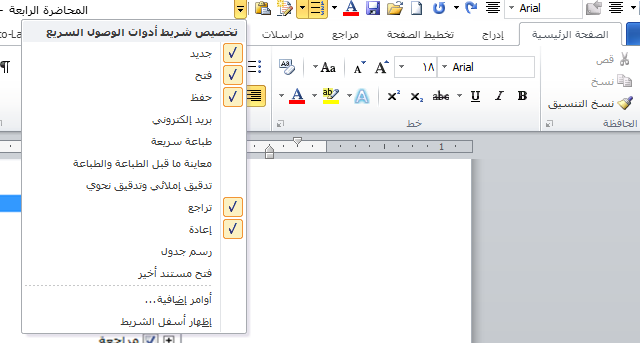 المحاضرة الرابعة -
Arial
الصفحة الرئيسية إدراج تخطيط الصفحة مراجع مراسلات
تخصيص شريط أدوات الوصول السريع
جديد
فتح
حفظ
بريد إلكتروني
طباعة سريعة
معاينة ما قبل الطباعة والطباعة
تدقيق إملائي وتدقيق نحوي
تراجع
إعادة
رسم جدول
فتح مستند أخير
أوامر إضافية...
إظهار أسفل الشريط
قص
نسخ
نسخ التنسيق
الحافظة
Arial ١٨ A A Aa
B I U abc x₂ x² A
خط
1
مراجعة